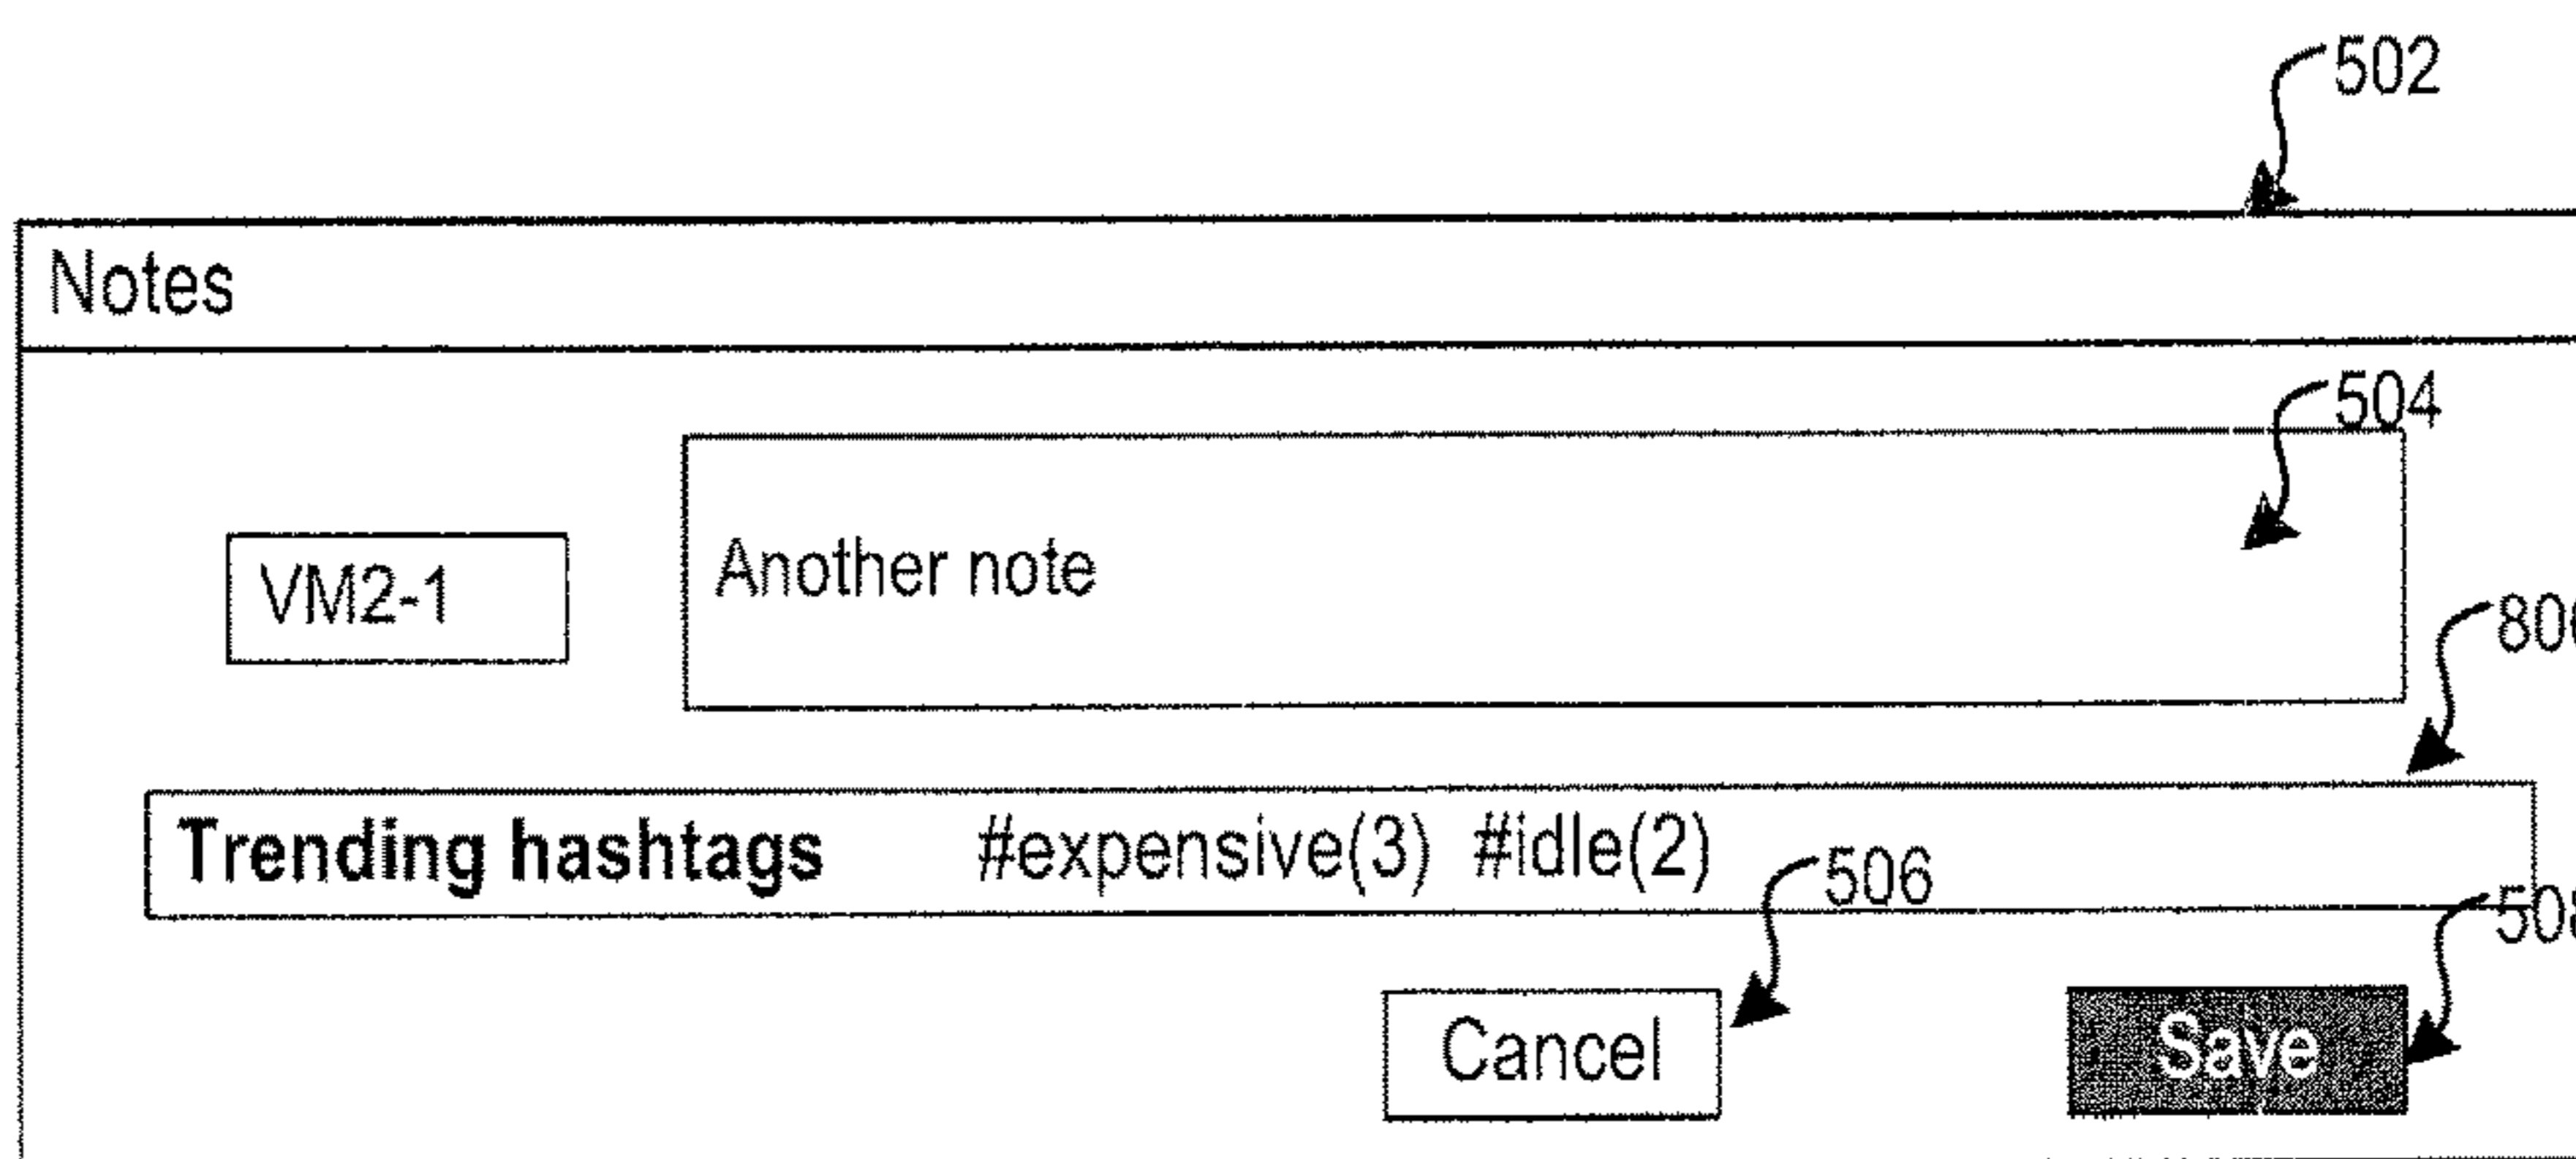 502
Notes
504
Another note
VM2-1
Trending hashtags #expensive(3) #idle(2)
506
Cancel
Save